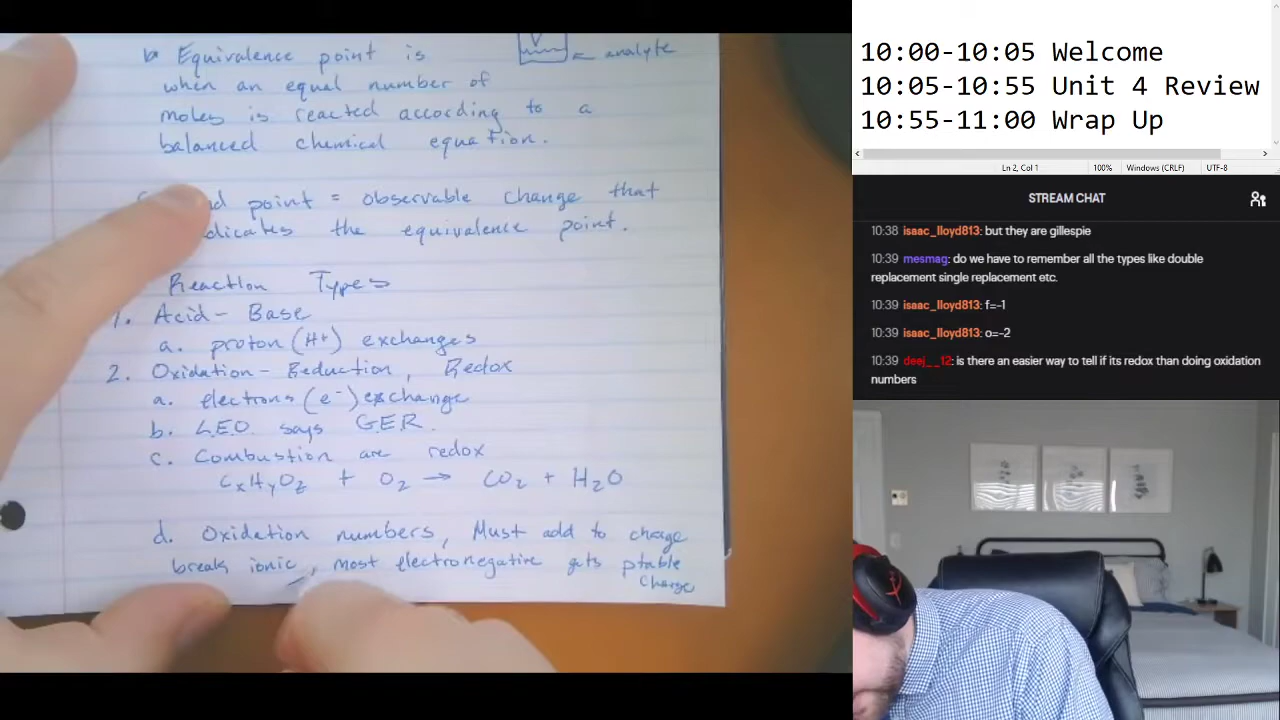 b Equivalence point is
analyte
when an equal number of
moles is reacted according to a
balanced chemical equation.
point = observable change that
the equivalence point.
Reaction Types
1. Acid - Base
a. proton (H+) exchanges
2. Oxidation - Reduction, Redox
a. electrons (e-) exchange
b. L.E.O. says G.E.R.
c. Combustion are redox
CxHyOz + O2 → CO2 + H2O
d. Oxidation numbers, Must add to charge
break ionic, most electronegative gets ptable
charge
10:00-10:05 Welcome
10:05-10:55 Unit 4 Review
10:55-11:00 Wrap Up
Ln 2, Col 1 100% Windows (CRLF) UTF-8
STREAM CHAT
10:38 isaac_lloyd813: but they are gillespie
10:39 mesmag: do we have to remember all the types like double
replacement single replacement etc.
10:39 isaac_lloyd813: f=-1
10:39 isaac_lloyd813: o=-2
10:39 deej__12: is there an easier way to tell if its redox than doing oxidation
numbers